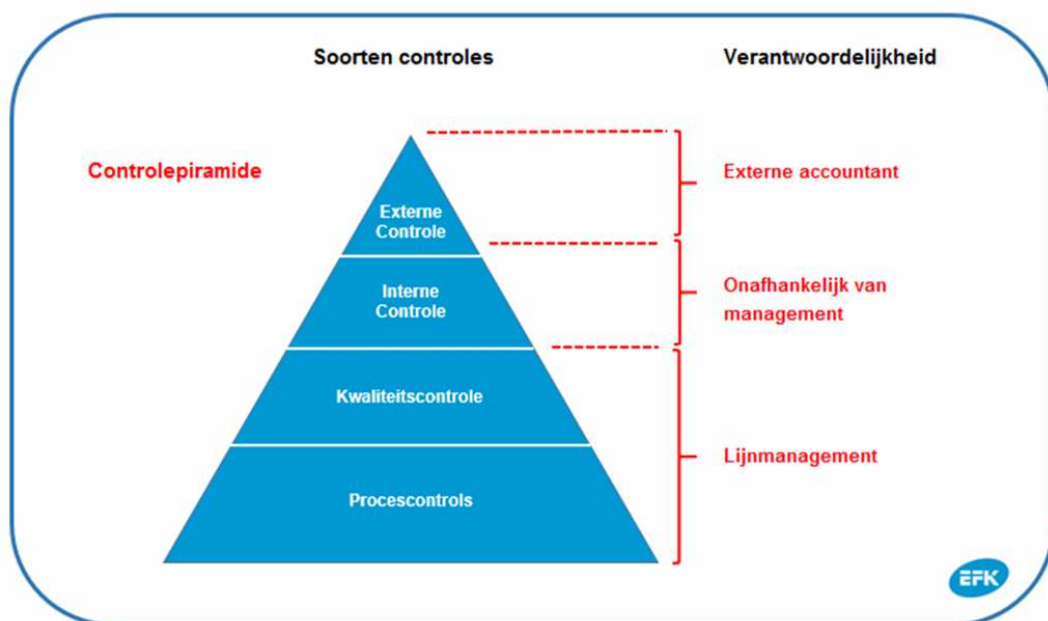 Soorten controles
Verantwoordelijkheid
Controlepiramide
Externe
Controle
Externe accountant
Interne
Controle
Onafhankelijk van
management
Kwaliteitscontrole
Lijnmanagement
Procescontrols
EFK